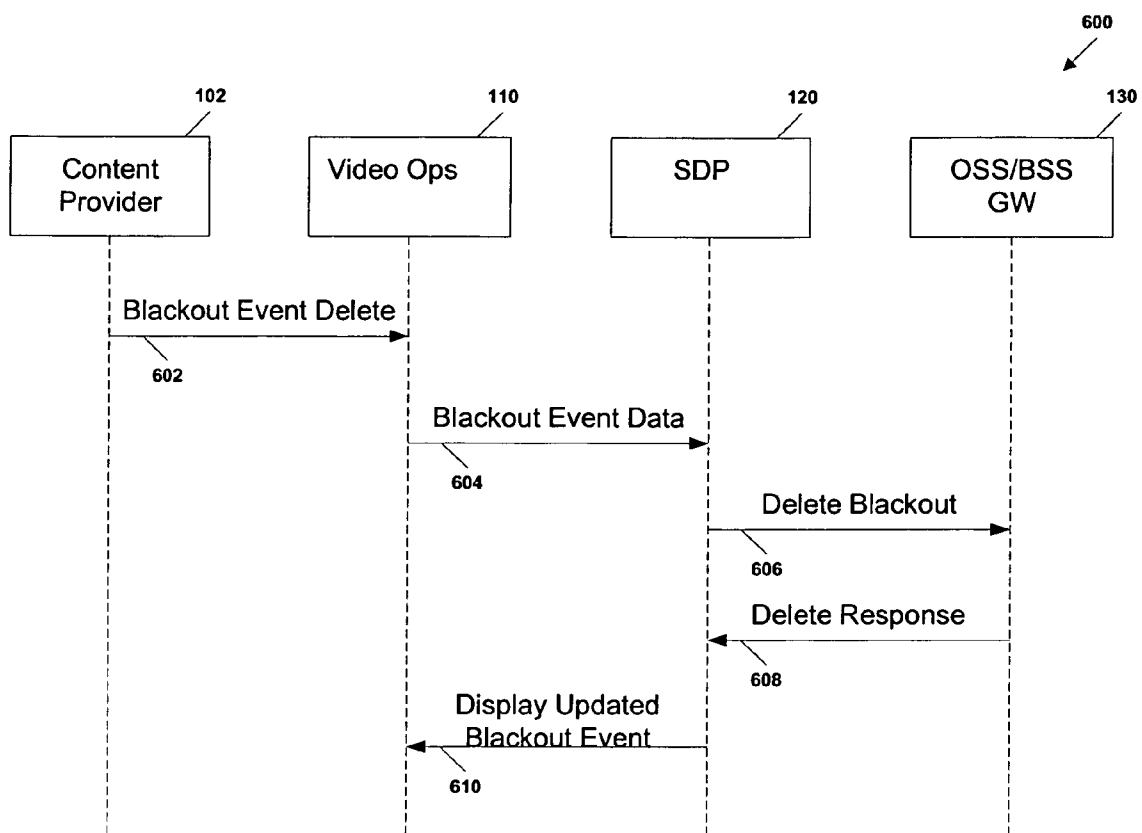 600
102
110
120
130
Content
Provider
Video Ops
SDP
OSS/BSS
GW
Blackout Event Delete
602
Blackout Event Data
604
Delete Blackout
606
Delete Response
608
Display Updated
Blackout Event
610